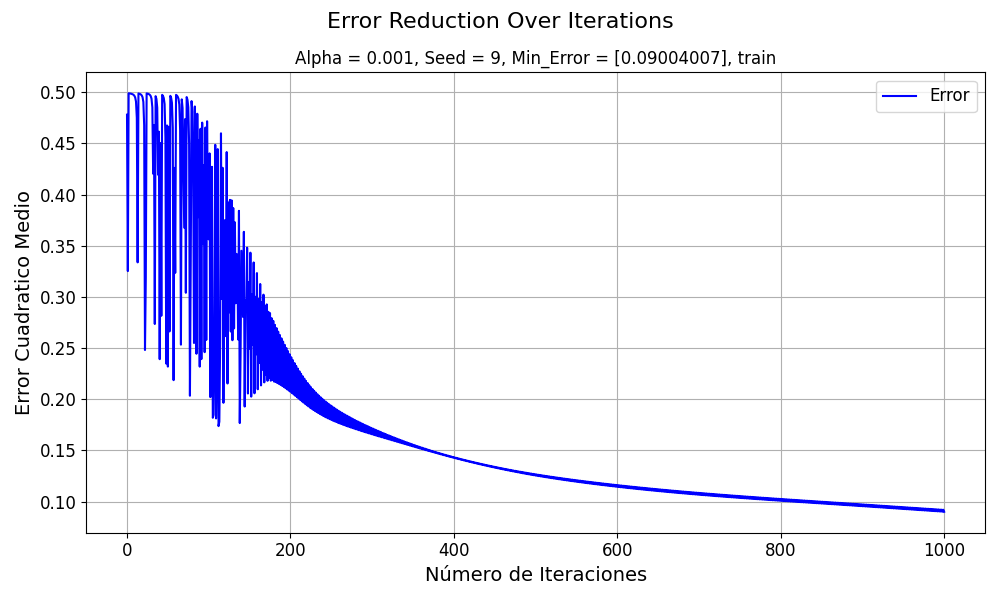 Error Reduction Over Iterations
Alpha = 0.001, Seed = 9, Min_Error = [0.09004007], train
Error
Error Cuadratico Medio
0.50
0.45
0.40
0.35
0.30
0.25
0.20
0.15
0.10
0 200 400 600 800 1000
Número de Iteraciones